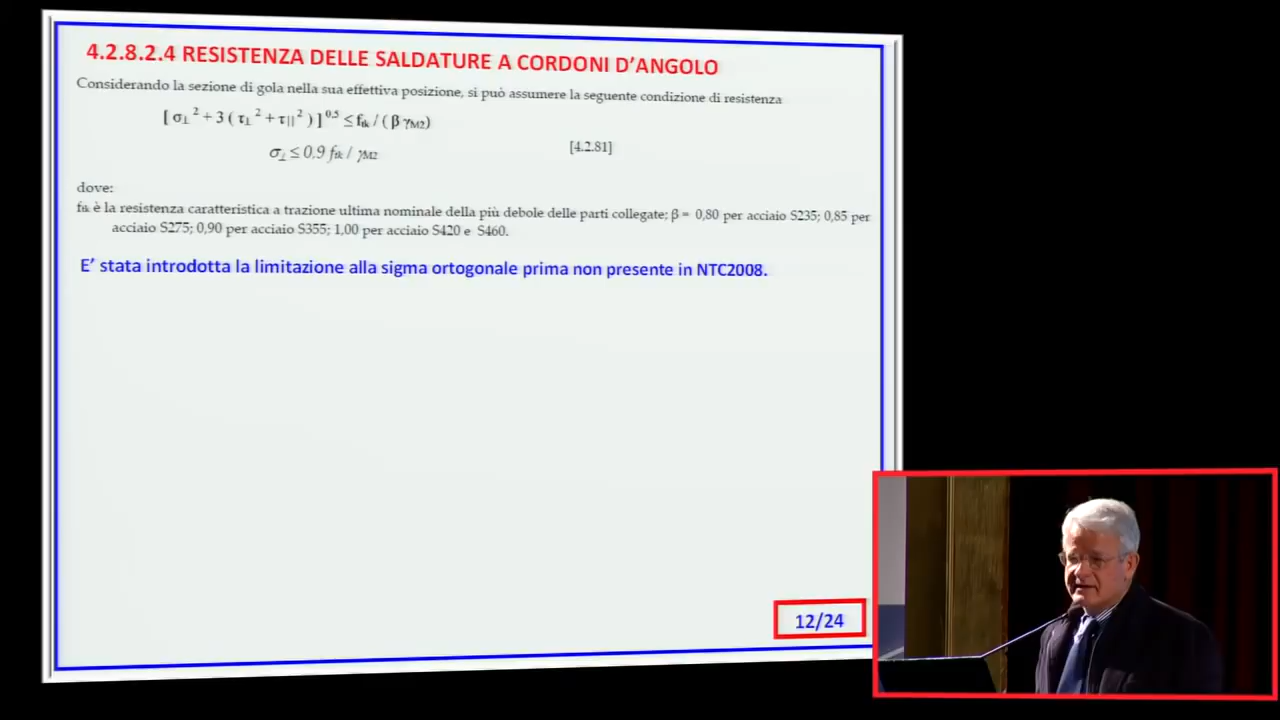 4.2.8.2.4 RESISTENZA DELLE SALDATURE A CORDONI D'ANGOLO
Considerando la sezione di gola nella sua effettiva posizione, si può assumere la seguente condizione di resistenza
[ σ⊥ ² + 3 ( τ⊥ ² + τ|| ² ) ] ⁰·⁵ ≤ ftk / ( β γM2)
σ⊥ ≤ 0,9 ftk / γM2 [4.2.81]
dove:
ftk è la resistenza caratteristica a trazione ultima nominale della più debole delle parti collegate; β = 0,80 per acciaio S235; 0,85 per
acciaio S275; 0,90 per acciaio S355; 1,00 per acciaio S420 e S460.
E' stata introdotta la limitazione alla sigma ortogonale prima non presente in NTC2008.
12/24